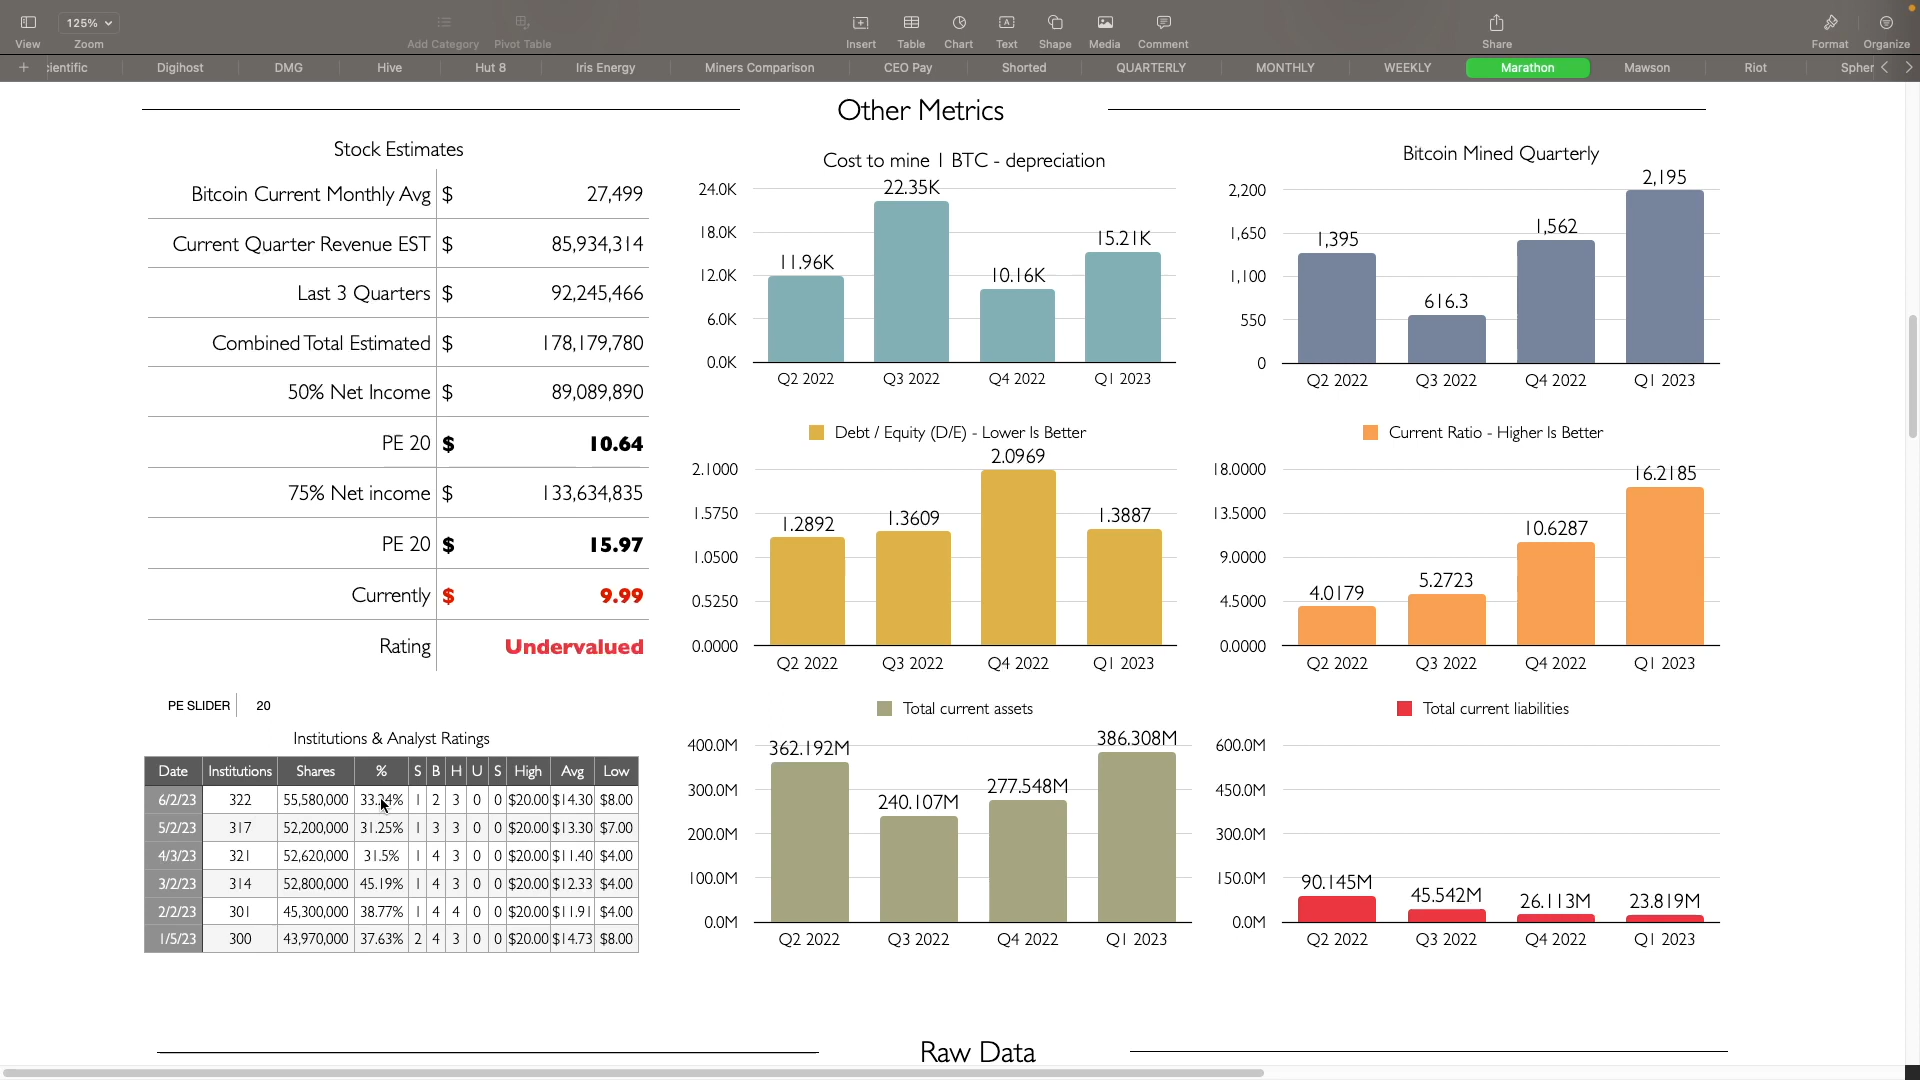 125%
View
Zoom
Add Category
Pivot Table
Insert
Table
Chart
Text
Shape
Media
Comment
Share
Format
Organize
+ ientific Digihost DMG Hive Hut 8 Iris Energy Miners Comparison CEO Pay Shorted QUARTERLY MONTHLY WEEKLY Marathon Mawson Riot Spher
Other Metrics
Stock Estimates
Bitcoin Current Monthly Avg $ 27,499
Current Quarter Revenue EST $ 85,934,314
Last 3 Quarters $ 92,245,466
Combined Total Estimated $ 178,179,780
50% Net Income $ 89,089,890
PE 20 $ 10.64
75% Net income $ 133,634,835
PE 20 $ 15.97
Currently $ 9.99
Rating Undervalued
PE SLIDER 20
Institutions & Analyst Ratings
Date Institutions Shares % S B H U S High Avg Low
6/2/23 322 55,580,000 33.24% 1 2 3 0 0 $20.00 $14.30 $8.00
5/2/23 317 52,200,000 31.25% 1 3 3 0 0 $20.00 $13.30 $7.00
4/3/23 321 52,620,000 31.5% 1 4 3 0 0 $20.00 $11.40 $4.00
3/2/23 314 52,800,000 45.19% 1 4 3 0 0 $20.00 $12.33 $4.00
2/2/23 301 45,300,000 38.77% 1 4 4 0 0 $20.00 $11.91 $4.00
1/5/23 300 43,970,000 37.63% 2 4 3 0 0 $20.00 $14.73 $8.00
Cost to mine 1 BTC - depreciation
24.0K
18.0K
12.0K
6.0K
0.0K
11.96K
22.35K
10.16K
15.21K
Q2 2022 Q3 2022 Q4 2022 Q1 2023
Bitcoin Mined Quarterly
2,200
1,650
1,100
550
0
1,395
616.3
1,562
2,195
Q2 2022 Q3 2022 Q4 2022 Q1 2023
Debt / Equity (D/E) - Lower Is Better
2.1000
1.5750
1.0500
0.5250
0.0000
1.2892
1.3609
2.0969
1.3887
Q2 2022 Q3 2022 Q4 2022 Q1 2023
Current Ratio - Higher Is Better
18.0000
13.5000
9.0000
4.5000
0.0000
4.0179
5.2723
10.6287
16.2185
Q2 2022 Q3 2022 Q4 2022 Q1 2023
Total current assets
400.0M
300.0M
200.0M
100.0M
0.0M
362.192M
240.107M
277.548M
386.308M
Q2 2022 Q3 2022 Q4 2022 Q1 2023
Total current liabilities
600.0M
450.0M
300.0M
150.0M
0.0M
90.145M
45.542M
26.113M
23.819M
Q2 2022 Q3 2022 Q4 2022 Q1 2023
Raw Data